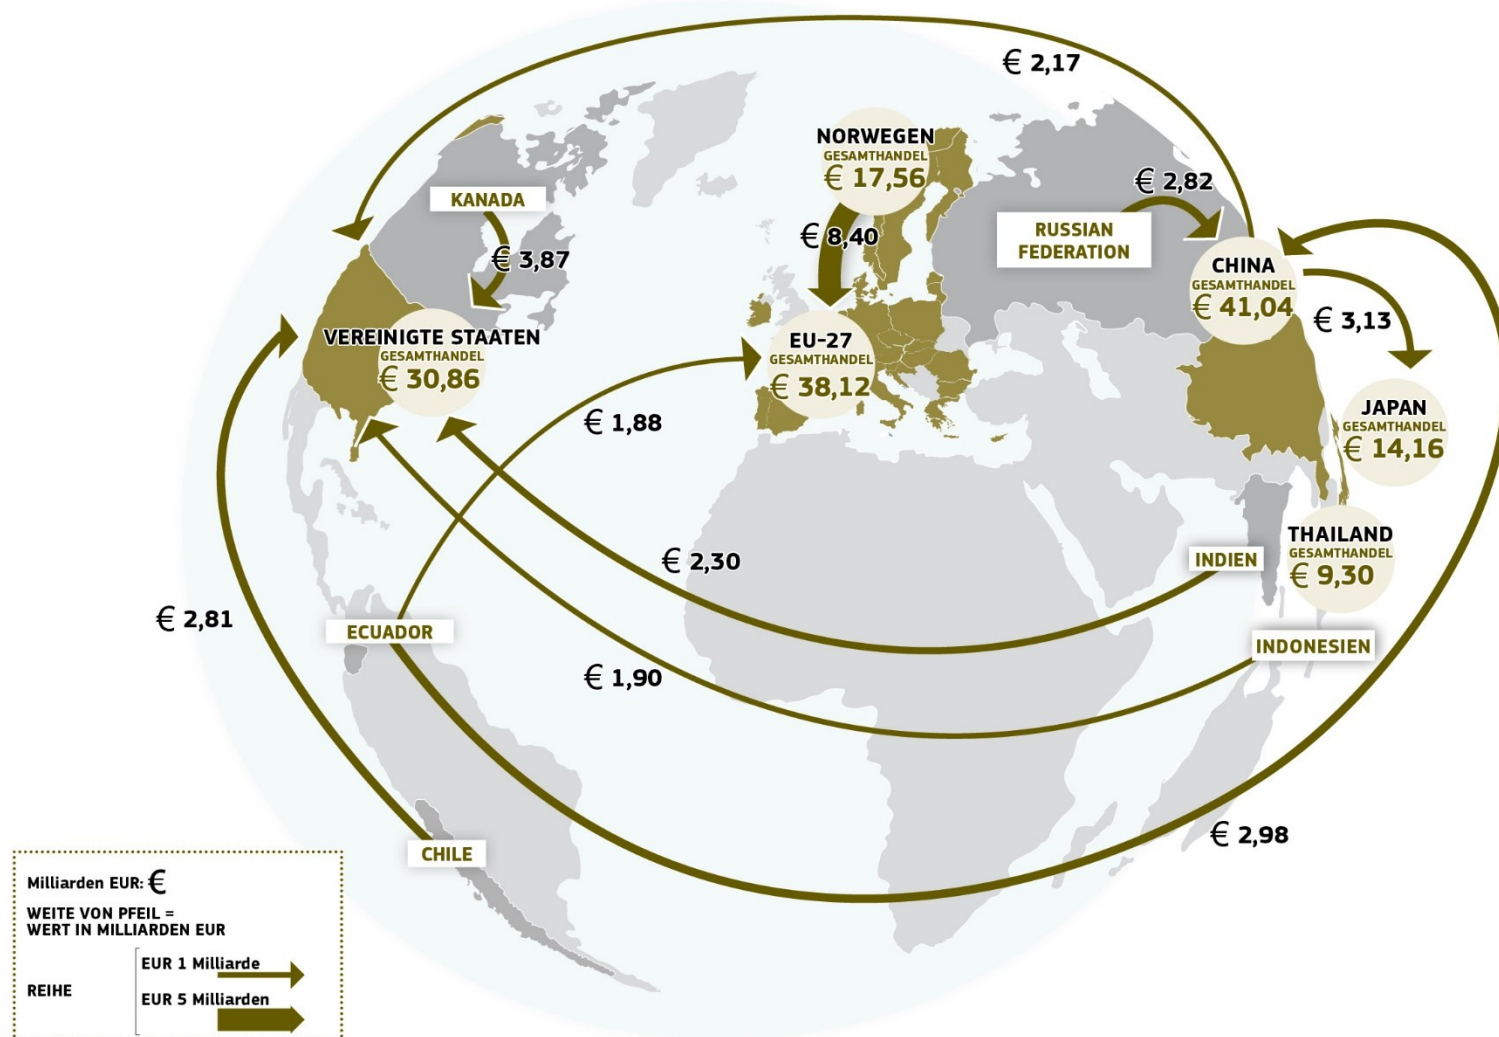 € 2,17
NORWEGEN
GESAMTHANDEL
€ 17,56
€ 2,82
KANADA
RUSSIAN
FEDERATION
€ 8,40
€ 3,87
CHINA
GESAMTHANDEL
€ 41,04
€ 3,13
VEREINIGTE STAATEN
GESAMTHANDEL
€ 30,86
EU-27
GESAMTHANDEL
€ 38,12
€ 1,88
JAPAN
GESAMTHANDEL
€ 14,16
THAILAND
GESAMTHANDEL
€ 9,30
€ 2,30
INDIEN
€ 2,81
ECUADOR
INDONESIEN
€ 1,90
€ 2,98
CHILE
Milliarden EUR: €
WEITE VON PFEIL =
WERT IN MILLIARDEN EUR
REIHE
EUR 1 Milliarde
EUR 5 Milliarden